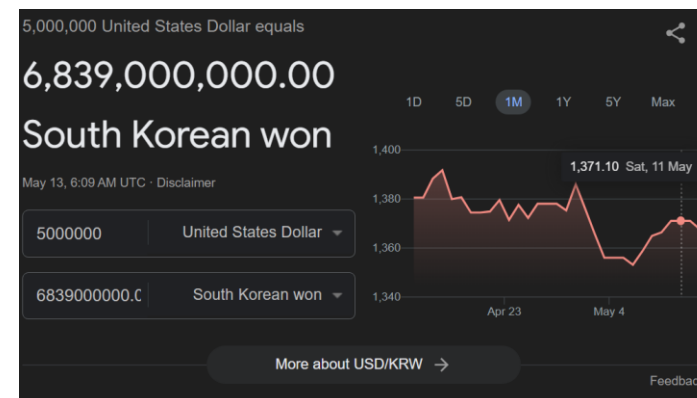 5,000,000 United States Dollar equals
6,839,000,000.00
South Korean won
May 13, 6:09 AM UTC · Disclaimer
5000000 United States Dollar
6839000000.0 South Korean won
1D 5D 1M 1Y 5Y Max
1,371.10 Sat, 11 May
1,400
1,380
1,360
1,340
Apr 23 May 4
More about USD/KRW →
Feedbac